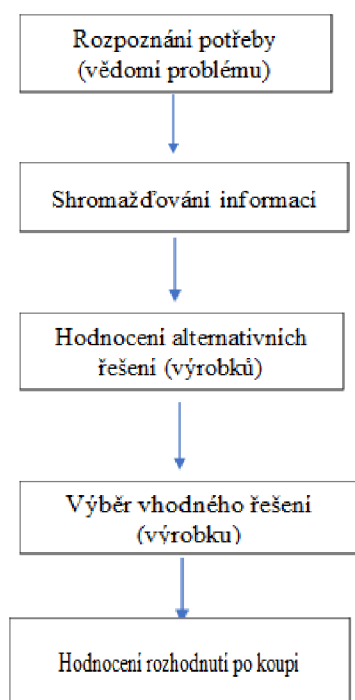 Rozpoznání potřeby
(vědomí problému)
Shromažďování informací
Hodnocení alternativních
řešení (výrobků)
Výběr vhodného řešení
(výrobku)
Hodnocení rozhodnutí po koupi